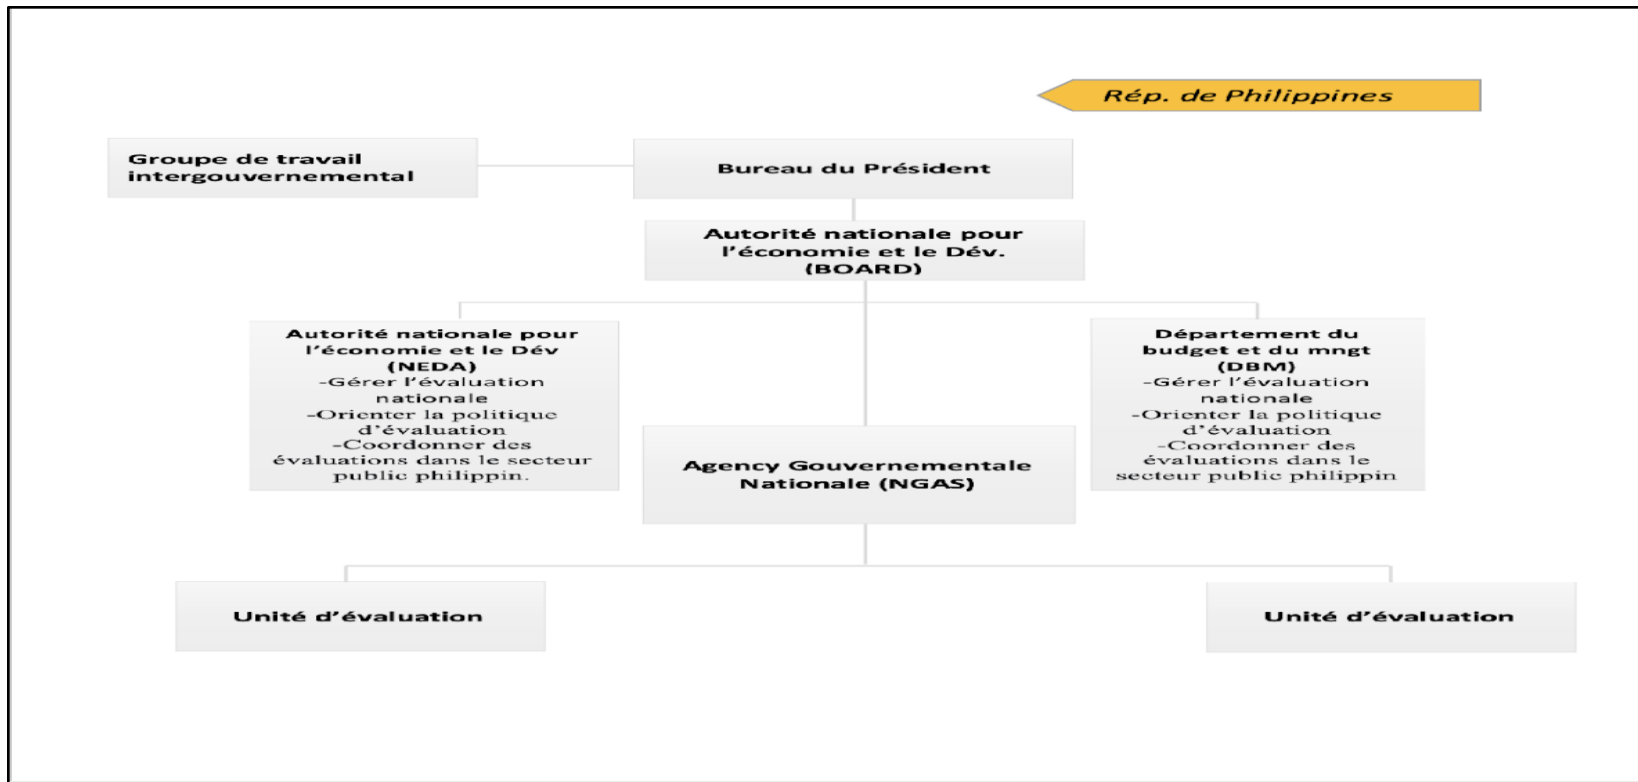 Rép. de Philippines
Groupe de travail
intergouvernemental
Bureau du Président
Autorité nationale pour
l’économie et le Dév.
(BOARD)
Autorité nationale pour
l’économie et le Dév
(NEDA)
-Gérer l’évaluation
nationale
-Orienter la politique
d’évaluation
-Coordonner des
évaluations dans le secteur
public philippin.
Département du
budget et du mngt
(DBM)
-Gérer l’évaluation
nationale
-Orienter la politique
d’évaluation
-Coordonner des
évaluations dans le
secteur public philippin
Agency Gouvernementale
Nationale (NGAS)
Unité d’évaluation
Unité d’évaluation